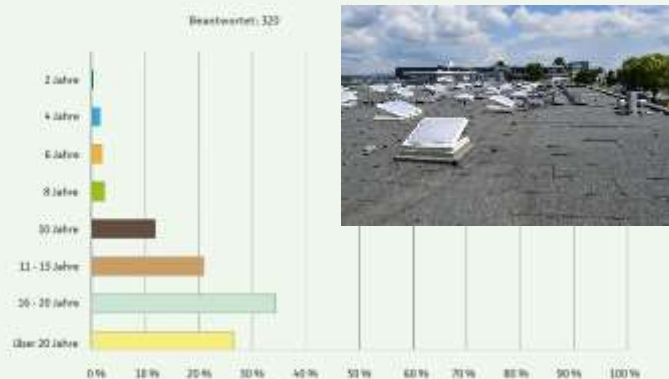 Beantwortet: 320
2 Jahre
4 Jahre
6 Jahre
8 Jahre
10 Jahre
11 - 15 Jahre
16 - 20 Jahre
Über 20 Jahre
0 % 10 % 20 % 30 % 40 % 50 % 60 % 70 % 80 % 90 % 100 %